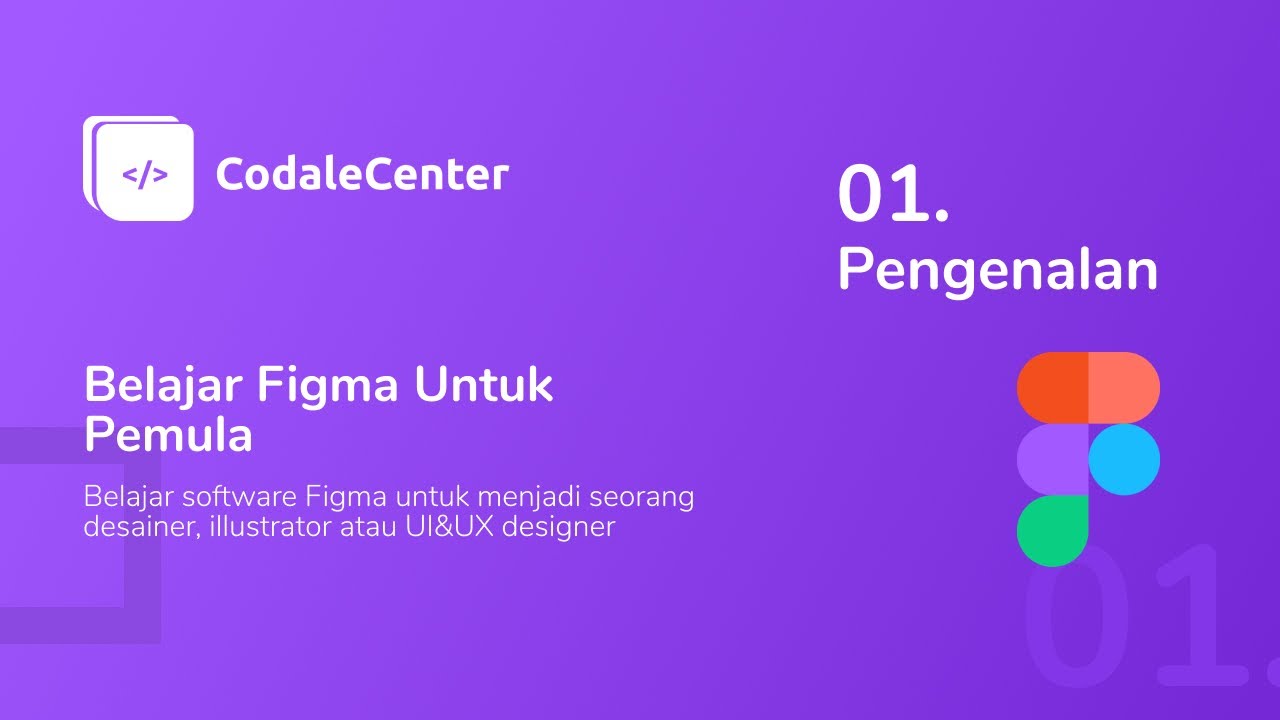 </>
CodaleCenter
01.
Pengenalan
Belajar Figma Untuk
Pemula
Belajar software Figma untuk menjadi seorang
desainer, illustrator atau UI&UX designer
01.